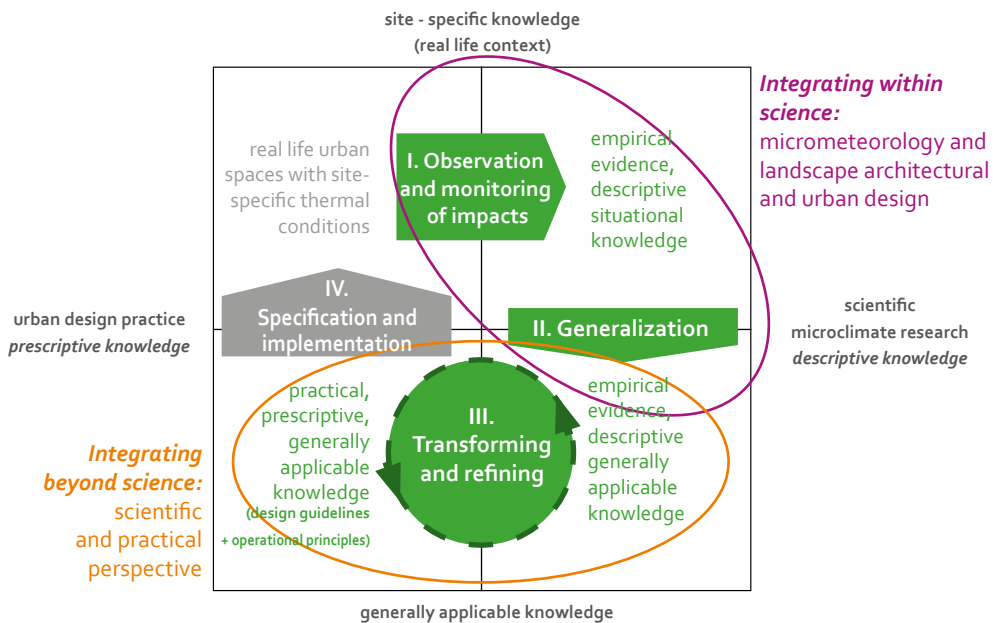 site - specific knowledge
(real life context)
Integrating within
science:
micrometeorology and
landscape architectural
and urban design
real life urban
spaces with site-
specific thermal
conditions
I. Observation
and monitoring
of impacts
empirical
evidence,
descriptive
situational
knowledge
urban design practice
prescriptive knowledge
IV.
Specification and
implementation
II. Generalization
scientific
microclimate research
descriptive knowledge
Integrating
beyond science:
scientific
and practical
perspective
practical,
prescriptive,
generally
applicable
knowledge
(design guidelines
+ operational principles)
III.
Transforming
and refining
empirical
evidence,
descriptive
generally
applicable
knowledge
generally applicable knowledge